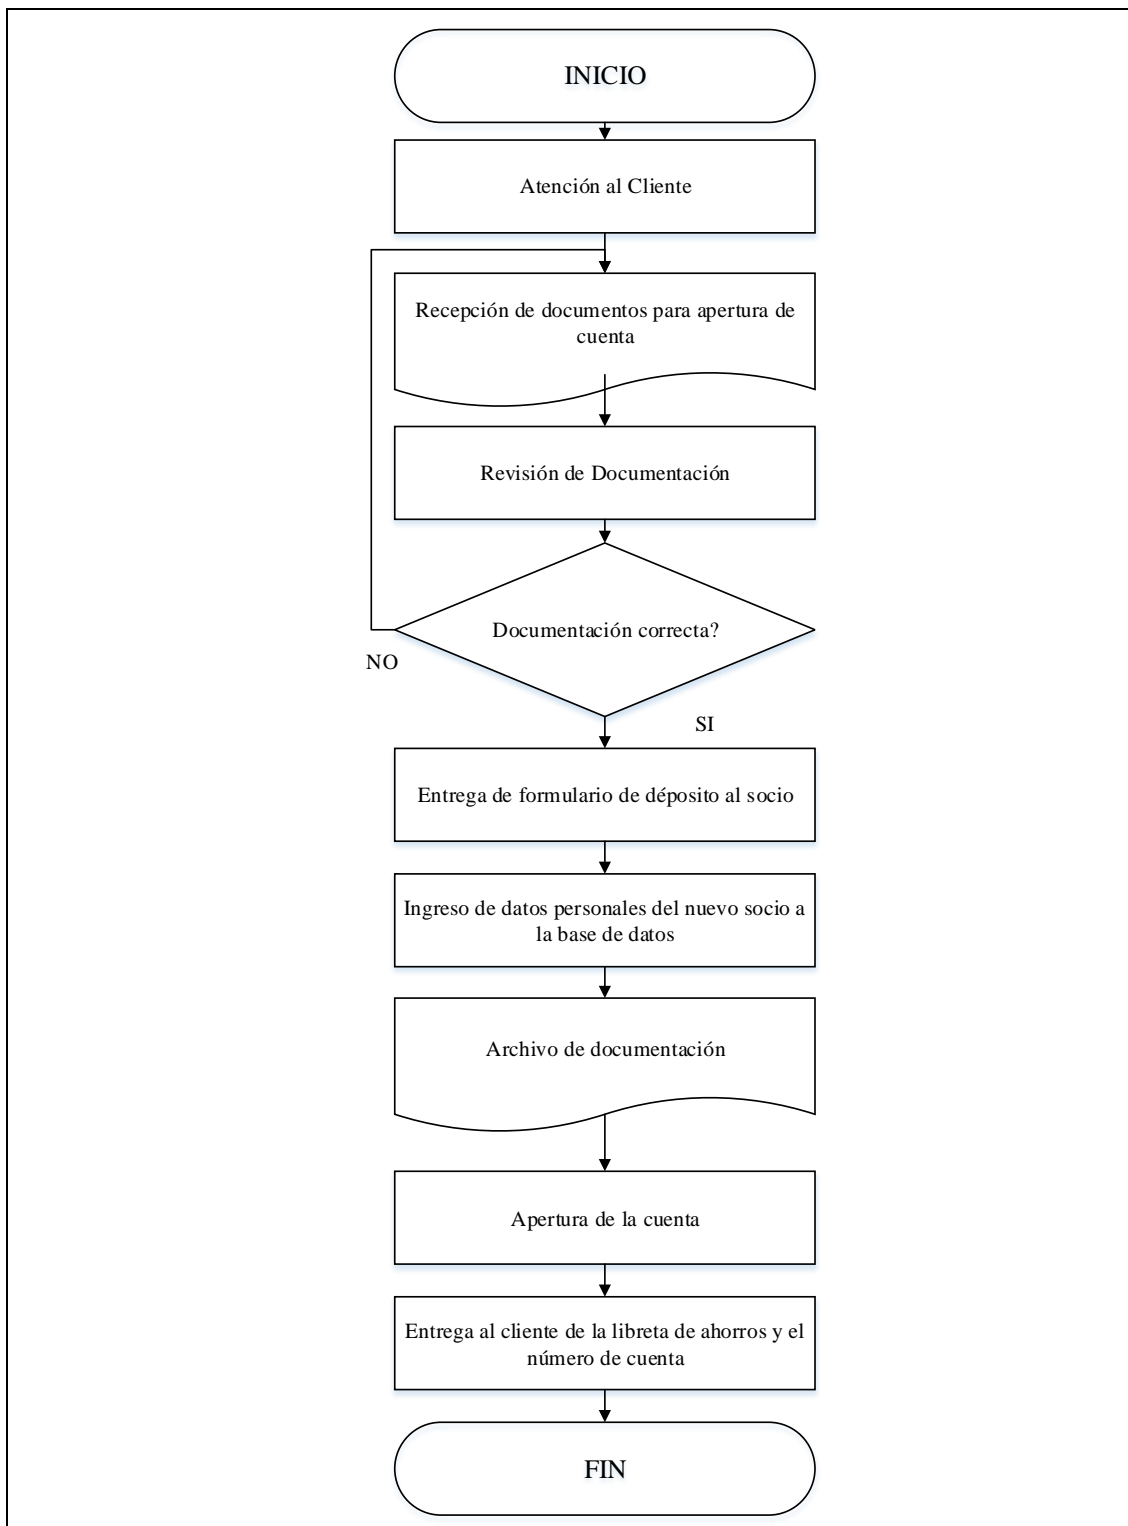 INICIO
Atención al Cliente
Recepción de documentos para apertura de
cuenta
Revisión de Documentación
Documentación correcta?
NO
SI
Entrega de formulario de déposito al socio
Ingreso de datos personales del nuevo socio a
la base de datos
Archivo de documentación
Apertura de la cuenta
Entrega al cliente de la libreta de ahorros y el
número de cuenta
FIN